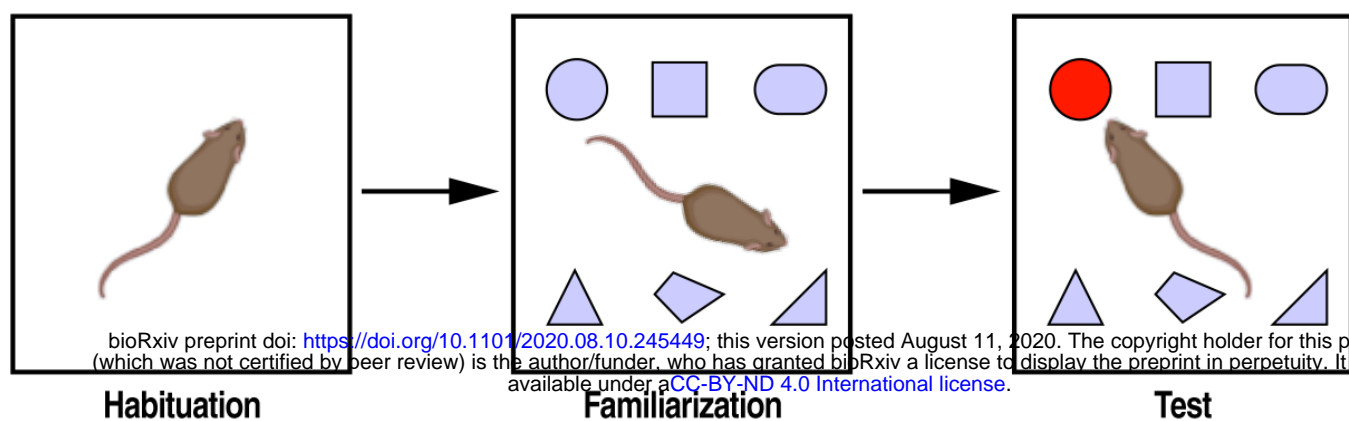 bioRxiv preprint doi: https://doi.org/10.1101/2020.08.10.245449; this version posted August 11, 2020. The copyright holder for this p
(which was not certified by peer review) is the author/funder, who has granted bioRxiv a license to display the preprint in perpetuity. It
available under aCC-BY-ND 4.0 International license.
Habituation Familiarization Test